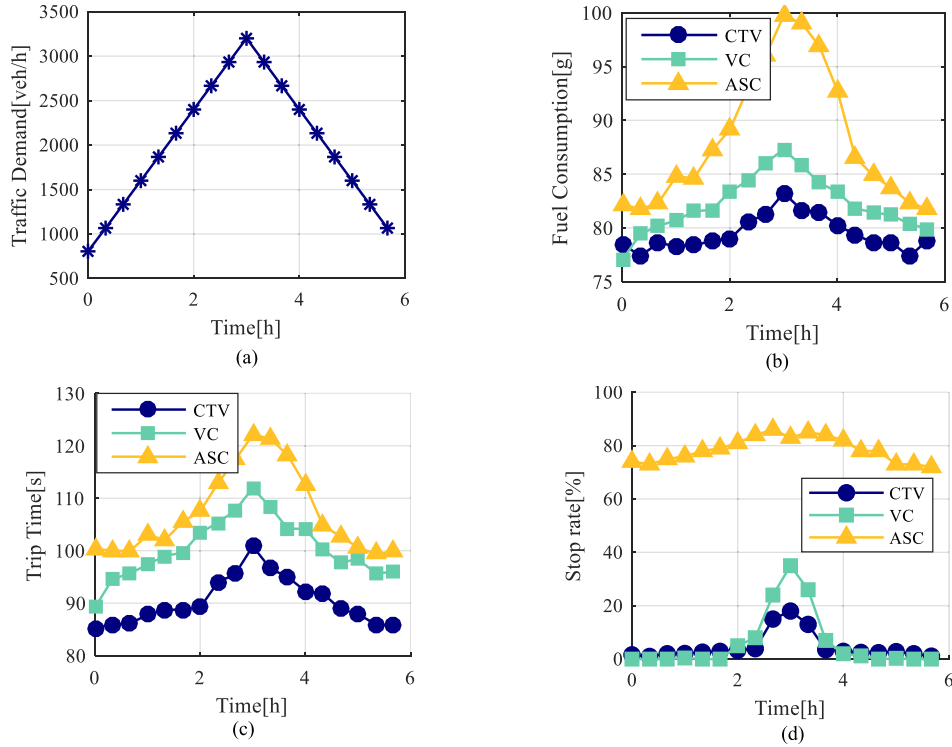 3500
3000
2500
2000
1500
1000
500
0
2
4
6
Traffic Demand[veh/h]
Time[h]
(a)
100
95
90
85
80
75
0
2
4
6
Fuel Consumption[g]
CTV
VC
ASC
Time[h]
(b)
130
120
110
100
90
80
0
2
4
6
Trip Time[s]
CTV
VC
ASC
Time[h]
(c)
100
80
60
40
20
0
0
2
4
6
Stop rate[%]
CTV
VC
ASC
Time[h]
(d)